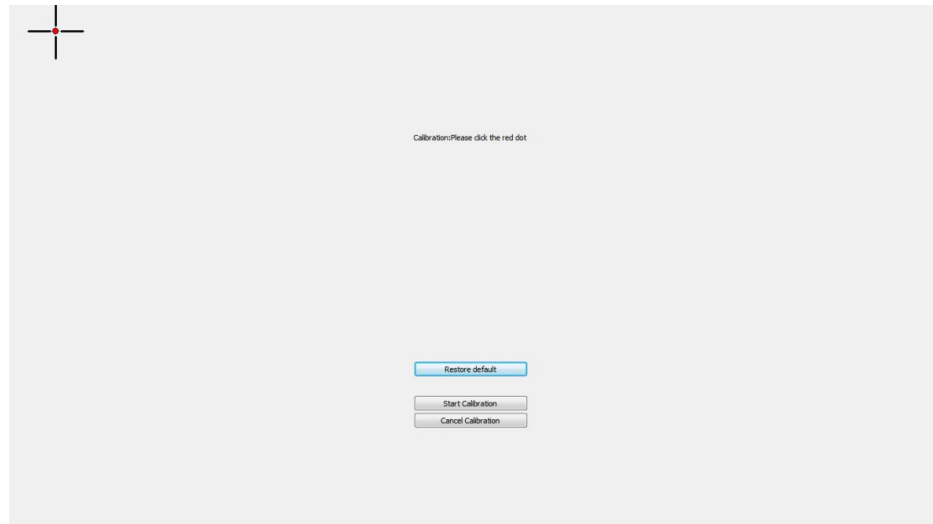 Calibration:Please click the red dot
Restore default
Start Calibration
Cancel Calibration